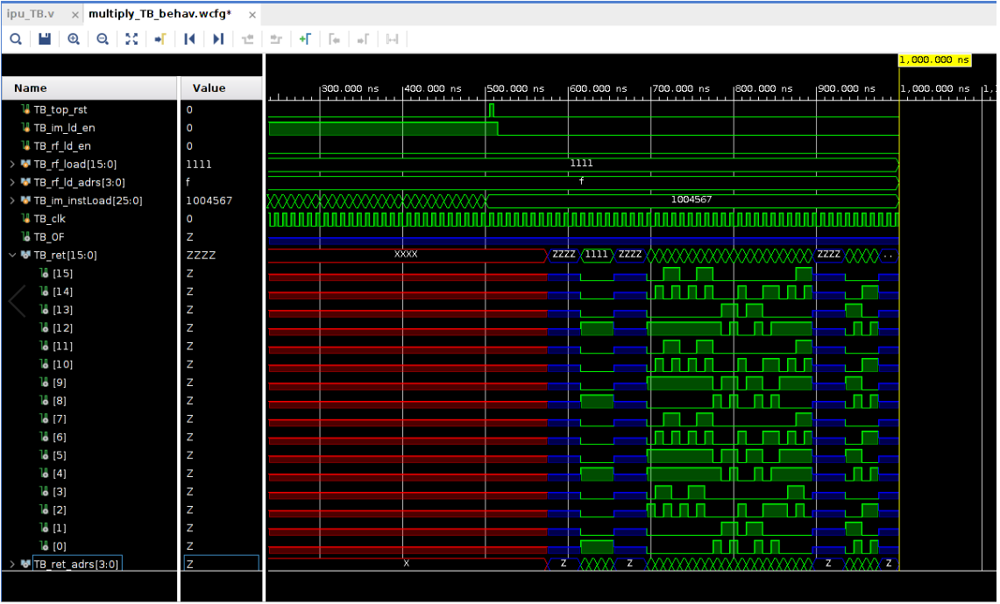 ipu_TB.v × multiply_TB_behav.wcfg* ×
1,000.000 ns
Name Value
300.000 ns 400.000 ns 500.000 ns 600.000 ns 700.000 ns 800.000 ns 900.000 ns 1,000.000 ns 1,1
TB_top_rst 0
TB_im_ld_en 0
TB_rf_ld_en 0
TB_rf_load[15:0] 1111 1111
TB_rf_ld_adrs[3:0] f f
TB_im_instLoad[25:0] 1004567 1004567
TB_clk 0
TB_OF Z
TB_ret[15:0] ZZZZ XXXX ZZZZ 1111 ZZZZ ZZZZ ..
[15] Z
[14] Z
[13] Z
[12] Z
[11] Z
[10] Z
[9] Z
[8] Z
[7] Z
[6] Z
[5] Z
[4] Z
[3] Z
[2] Z
[1] Z
[0] Z
TB_ret_adrs[3:0] Z X Z Z Z Z